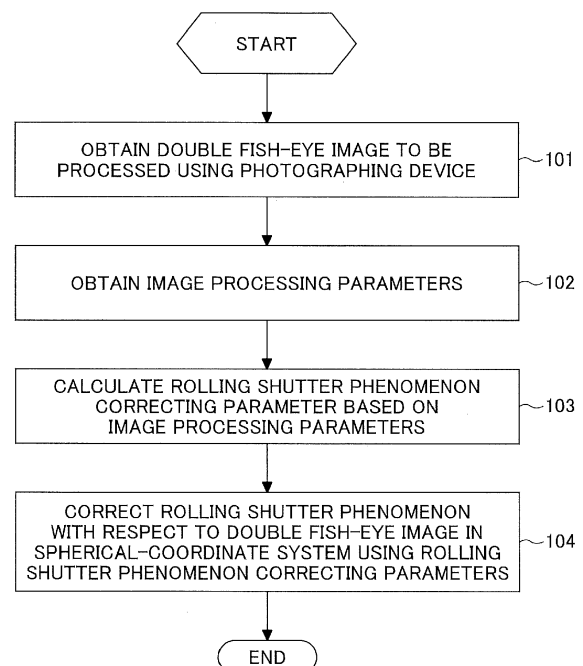 START
OBTAIN DOUBLE FISH-EYE IMAGE TO BE
PROCESSED USING PHOTOGRAPHING DEVICE
101
OBTAIN IMAGE PROCESSING PARAMETERS
102
CALCULATE ROLLING SHUTTER PHENOMENON
CORRECTING PARAMETER BASED ON
IMAGE PROCESSING PARAMETERS
103
CORRECT ROLLING SHUTTER PHENOMENON
WITH RESPECT TO DOUBLE FISH-EYE IMAGE IN
SPHERICAL-COORDINATE SYSTEM USING ROLLING
SHUTTER PHENOMENON CORRECTING PARAMETERS
104
END